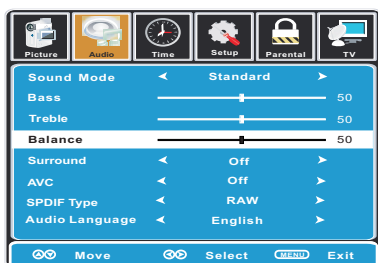 Picture Audio Time Setup Parental TV
Sound Mode Standard
Bass 50
Treble 50
Balance 50
Surround Off
AVC Off
SPDIF Type RAW
Audio Language English
Move Select MENU Exit